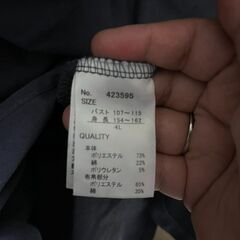 No. 423595
SIZE
バスト 107〜115
身長 154〜162
4L
QUALITY
本体
ポリエステル 73%
綿 22%
ポリウレタン 5%
布帛部分
ポリエステル 65%
綿 35%